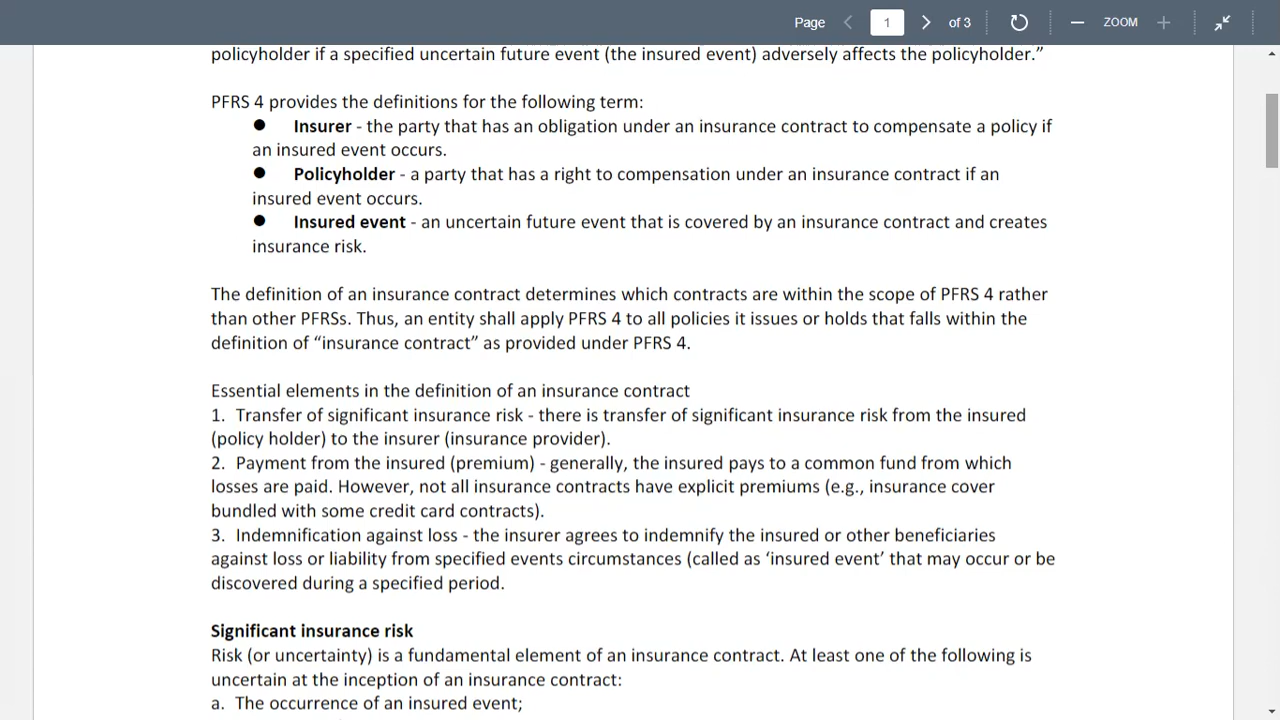 Page 1 of 3 ZOOM
policyholder if a specified uncertain future event (the insured event) adversely affects the policyholder.”
PFRS 4 provides the definitions for the following term:
● Insurer - the party that has an obligation under an insurance contract to compensate a policy if
an insured event occurs.
● Policyholder - a party that has a right to compensation under an insurance contract if an
insured event occurs.
● Insured event - an uncertain future event that is covered by an insurance contract and creates
insurance risk.
The definition of an insurance contract determines which contracts are within the scope of PFRS 4 rather
than other PFRSs. Thus, an entity shall apply PFRS 4 to all policies it issues or holds that falls within the
definition of “insurance contract” as provided under PFRS 4.
Essential elements in the definition of an insurance contract
1. Transfer of significant insurance risk - there is transfer of significant insurance risk from the insured
(policy holder) to the insurer (insurance provider).
2. Payment from the insured (premium) - generally, the insured pays to a common fund from which
losses are paid. However, not all insurance contracts have explicit premiums (e.g., insurance cover
bundled with some credit card contracts).
3. Indemnification against loss - the insurer agrees to indemnify the insured or other beneficiaries
against loss or liability from specified events circumstances (called as ‘insured event’ that may occur or be
discovered during a specified period.
Significant insurance risk
Risk (or uncertainty) is a fundamental element of an insurance contract. At least one of the following is
uncertain at the inception of an insurance contract:
a. The occurrence of an insured event;